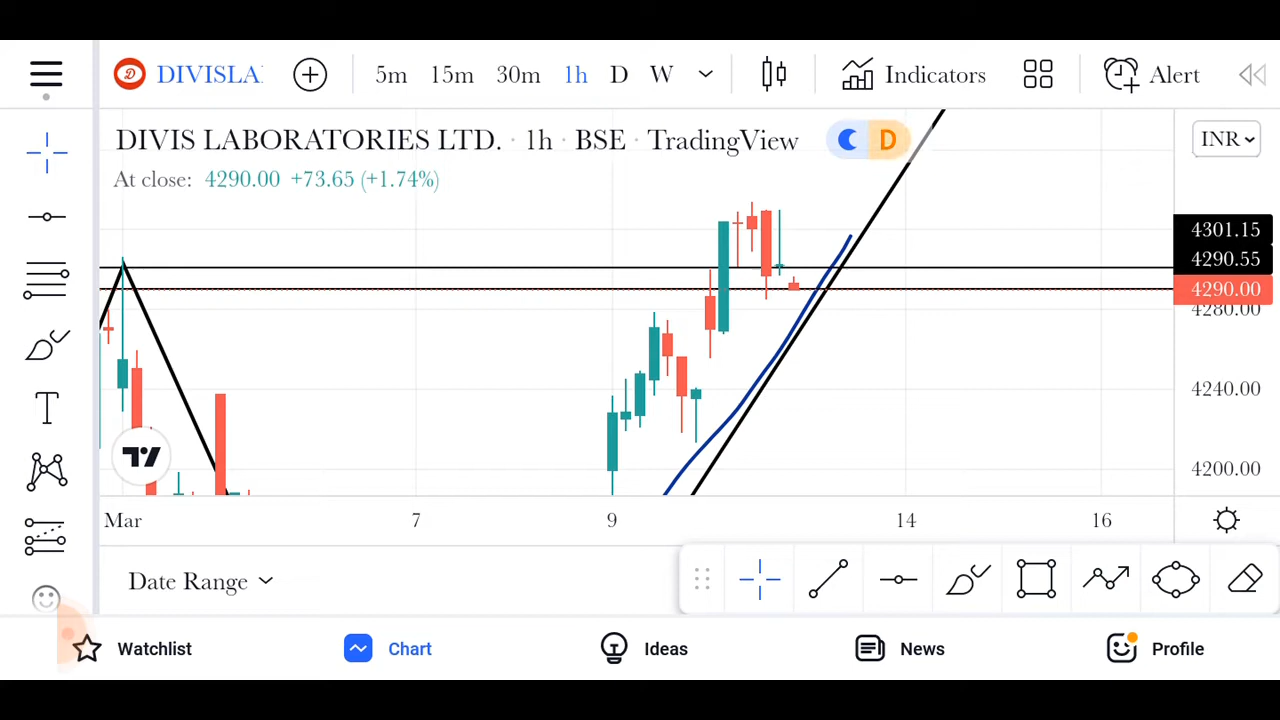 DIVISLA
5m 15m 30m 1h D W Indicators Alert
DIVIS LABORATORIES LTD. · 1h · BSE · TradingView D INR
At close: 4290.00 +73.65 (+1.74%)
4301.15
4290.55
4290.00
4280.00
4240.00
4200.00
T
Mar 7 9 14 16
Date Range
Watchlist Chart Ideas News Profile